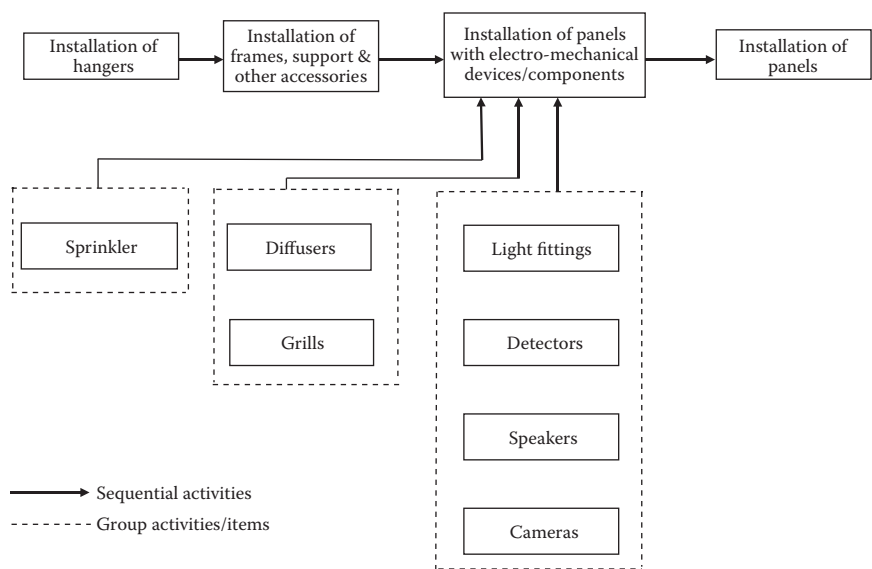 Installation of
hangers
Installation of
frames, support &
other accessories
Installation of panels
with electro-mechanical
devices/components
Installation of
panels
Sprinkler
Diffusers
Grills
Light fittings
Detectors
Speakers
Cameras
Sequential activities
Group activities/items